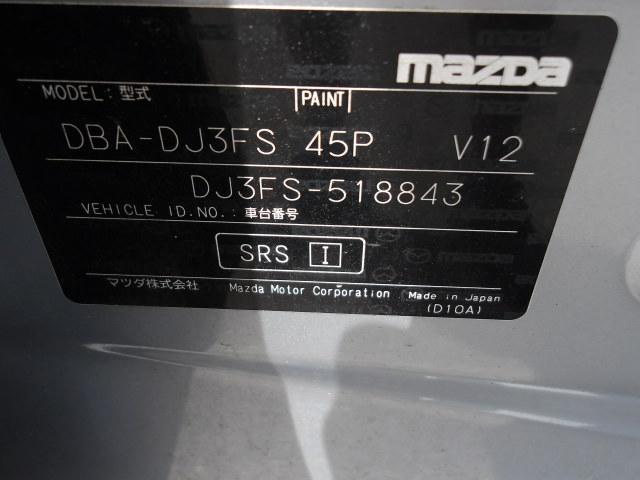 mazda
MODEL:型式 PAINT
DBA-DJ3FS 45P V12
DJ3FS-518843
VEHICLE ID.NO.:車台番号
SRS I
マツダ株式会社 Mazda Motor Corporation Made in Japan
(D10A)